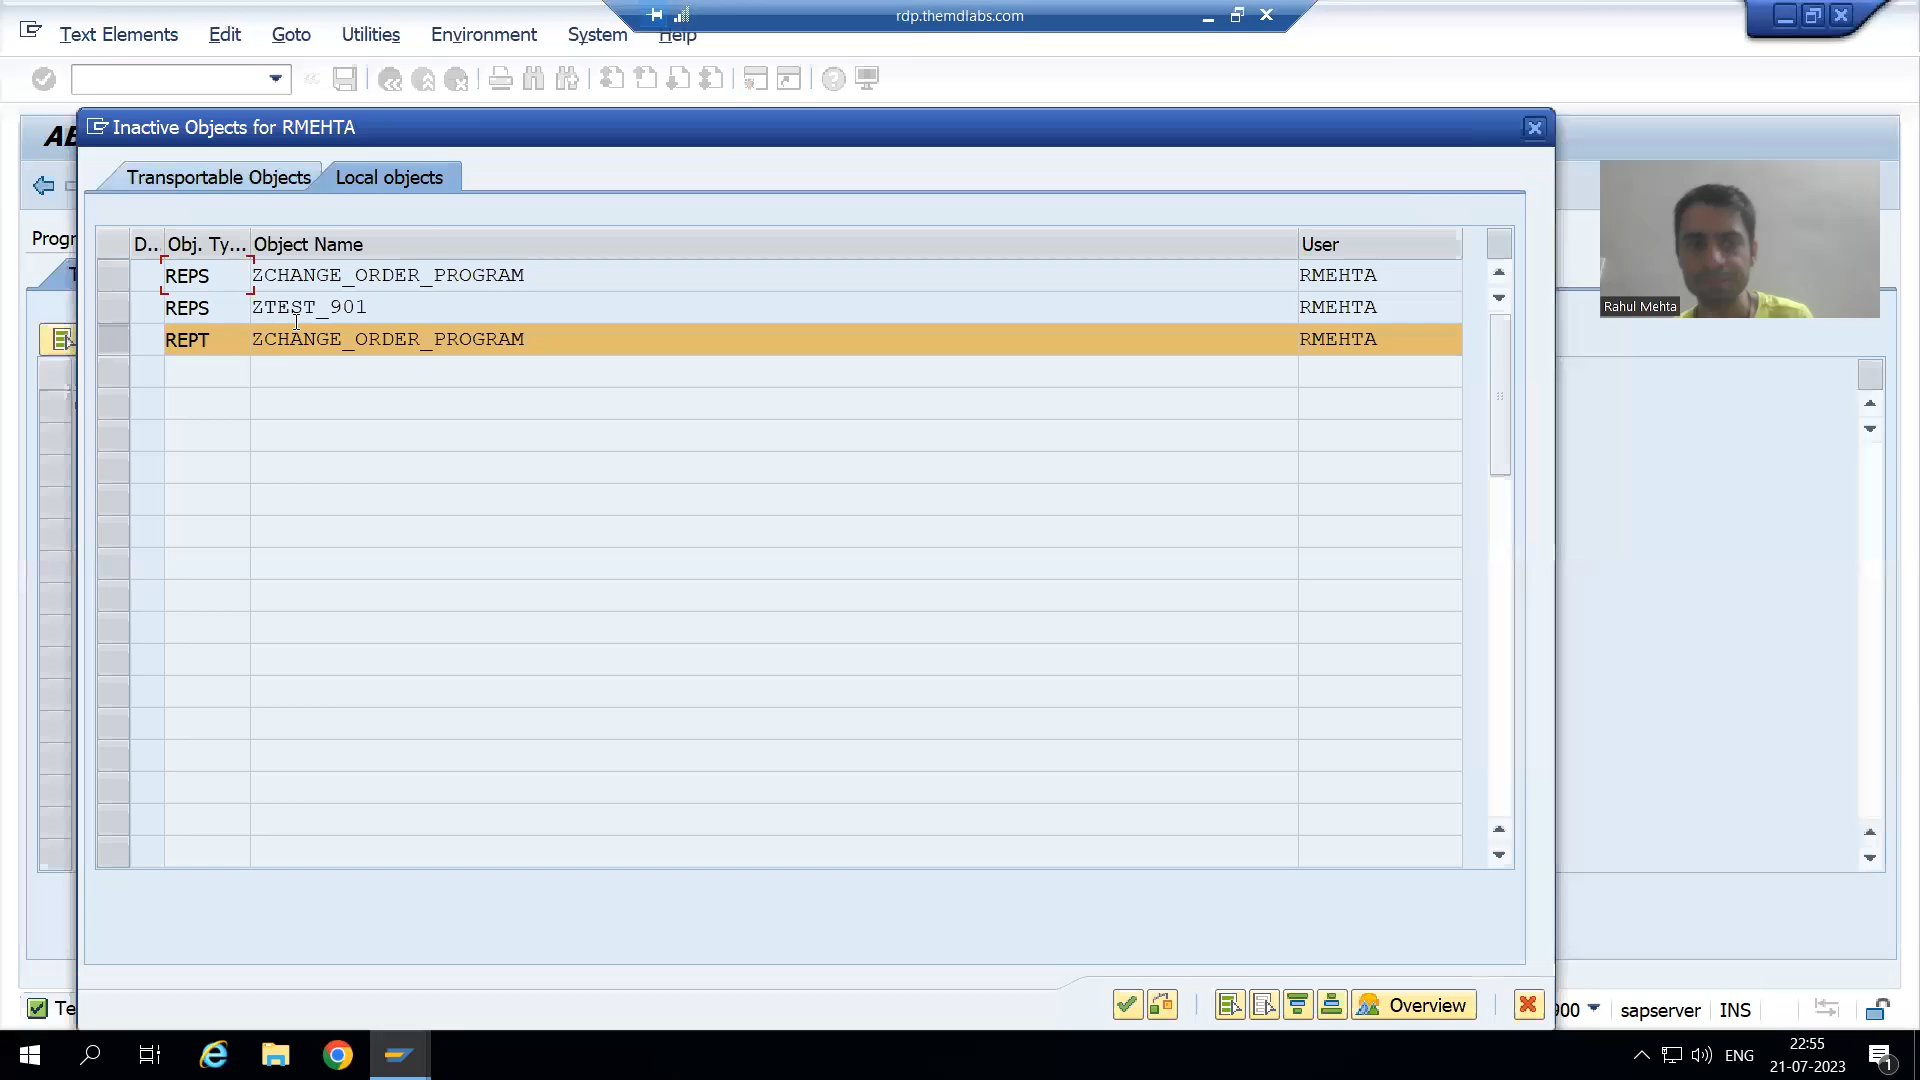 rdp.themdlabs.com
Text Elements Edit Goto Utilities Environment System Help
Inactive Objects for RMEHTA
Transportable Objects Local objects
D.. Obj. Ty... Object Name User
REPS ZCHANGE_ORDER_PROGRAM RMEHTA
REPS ZTEST_901 RMEHTA
REPT ZCHANGE_ORDER_PROGRAM RMEHTA
Rahul Mehta
Overview
sapserver INS
ENG
22:55
21-07-2023
1